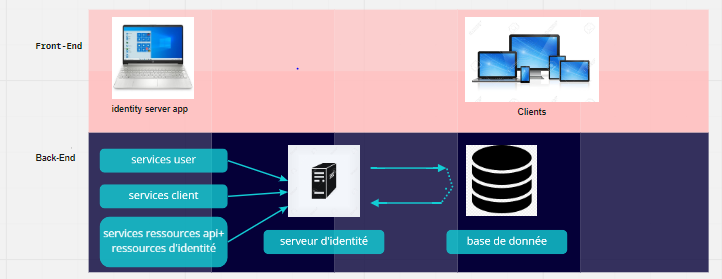 Front-End
identity server app
Clients
Back-End
services user
services client
services ressources api+
ressources d'identité
serveur d'identité
base de donnée